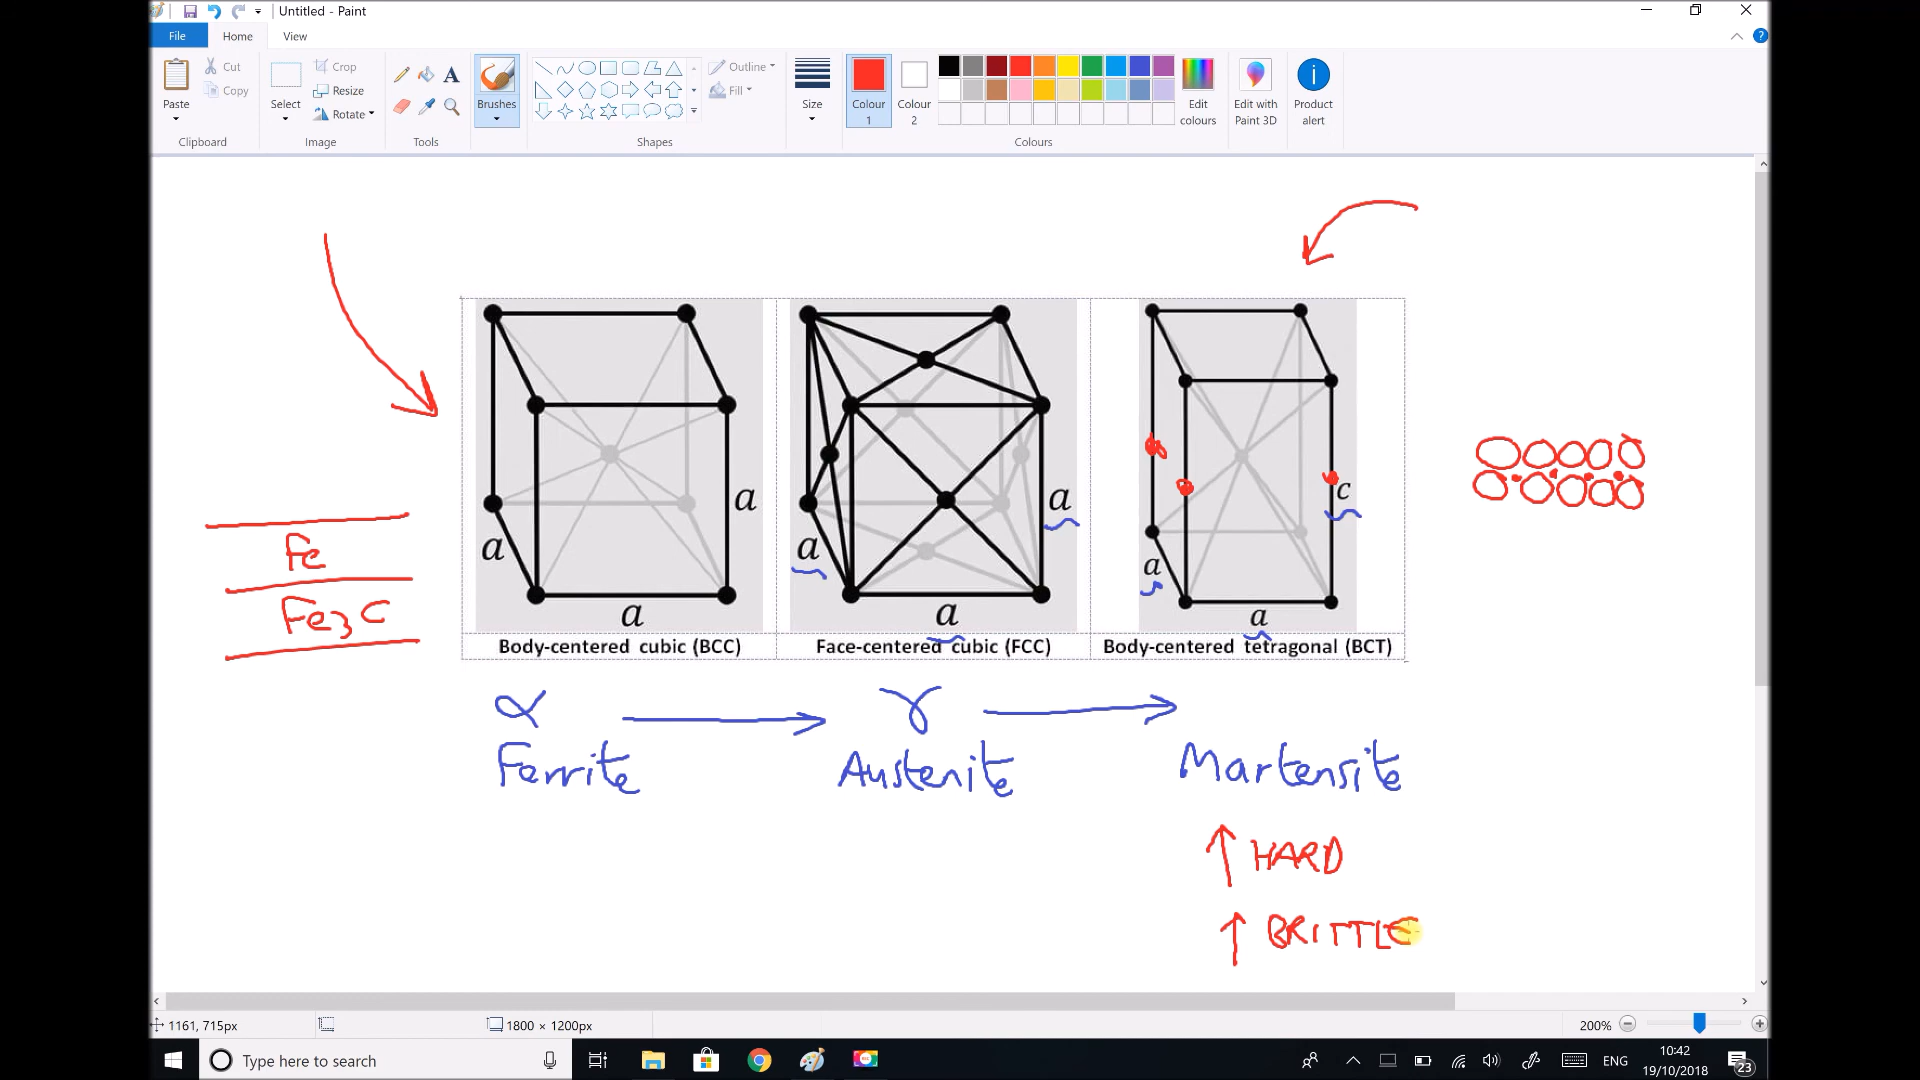 Untitled - Paint
File Home View
Paste
Cut
Copy
Clipboard
Select
Crop
Resize
Rotate
Image
Tools
Brushes
Shapes
Outline
Fill
Size
Colour 1
Colour 2
Colours
Edit colours
Edit with Paint 3D
Product alert
Fe
Fe3C
a
a
a
Body-centered cubic (BCC)
a
a
a
Face-centered cubic (FCC)
c
a
a
Body-centered tetragonal (BCT)
α
Ferrite
γ
Austenite
Martensite
HARD
BRITTLE
1161, 715px
1800 × 1200px
200%
Type here to search
ENG
10:42
19/10/2018
23